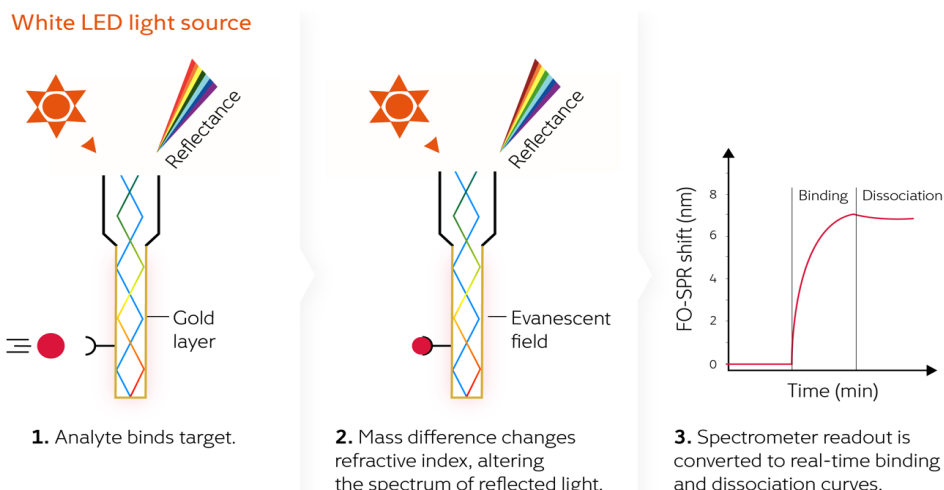 White LED light source
Reflectance
Gold
layer
1. Analyte binds target.
Reflectance
Evanescent
field
2. Mass difference changes
refractive index, altering
the spectrum of reflected light.
FO-SPR shift (nm)
8
6
4
2
0
Binding
Dissociation
Time (min)
3. Spectrometer readout is
converted to real-time binding
and dissociation curves.